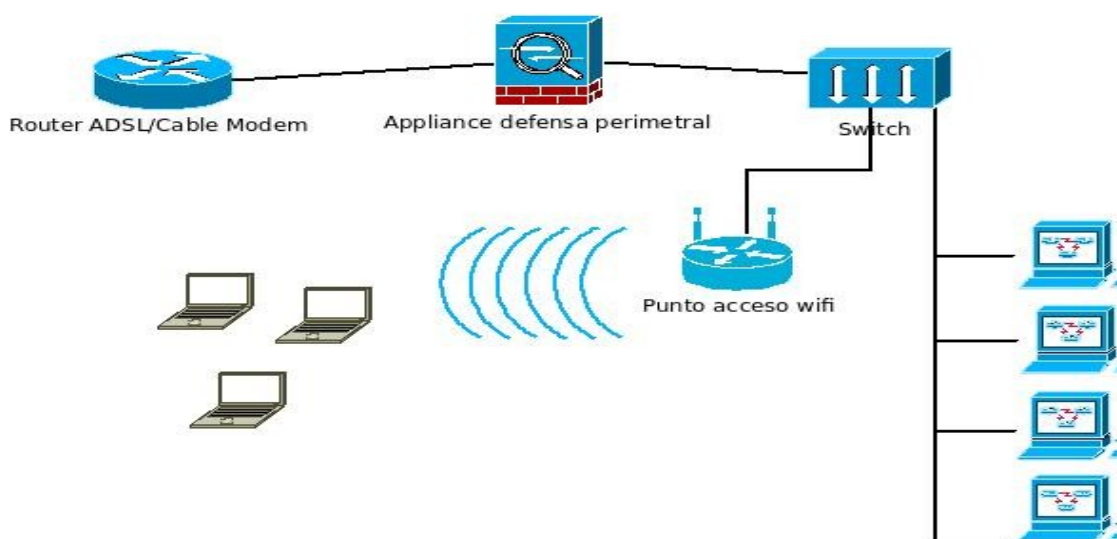 Router ADSL/Cable Modem
Appliance defensa perimetral
Switch
Punto acceso wifi